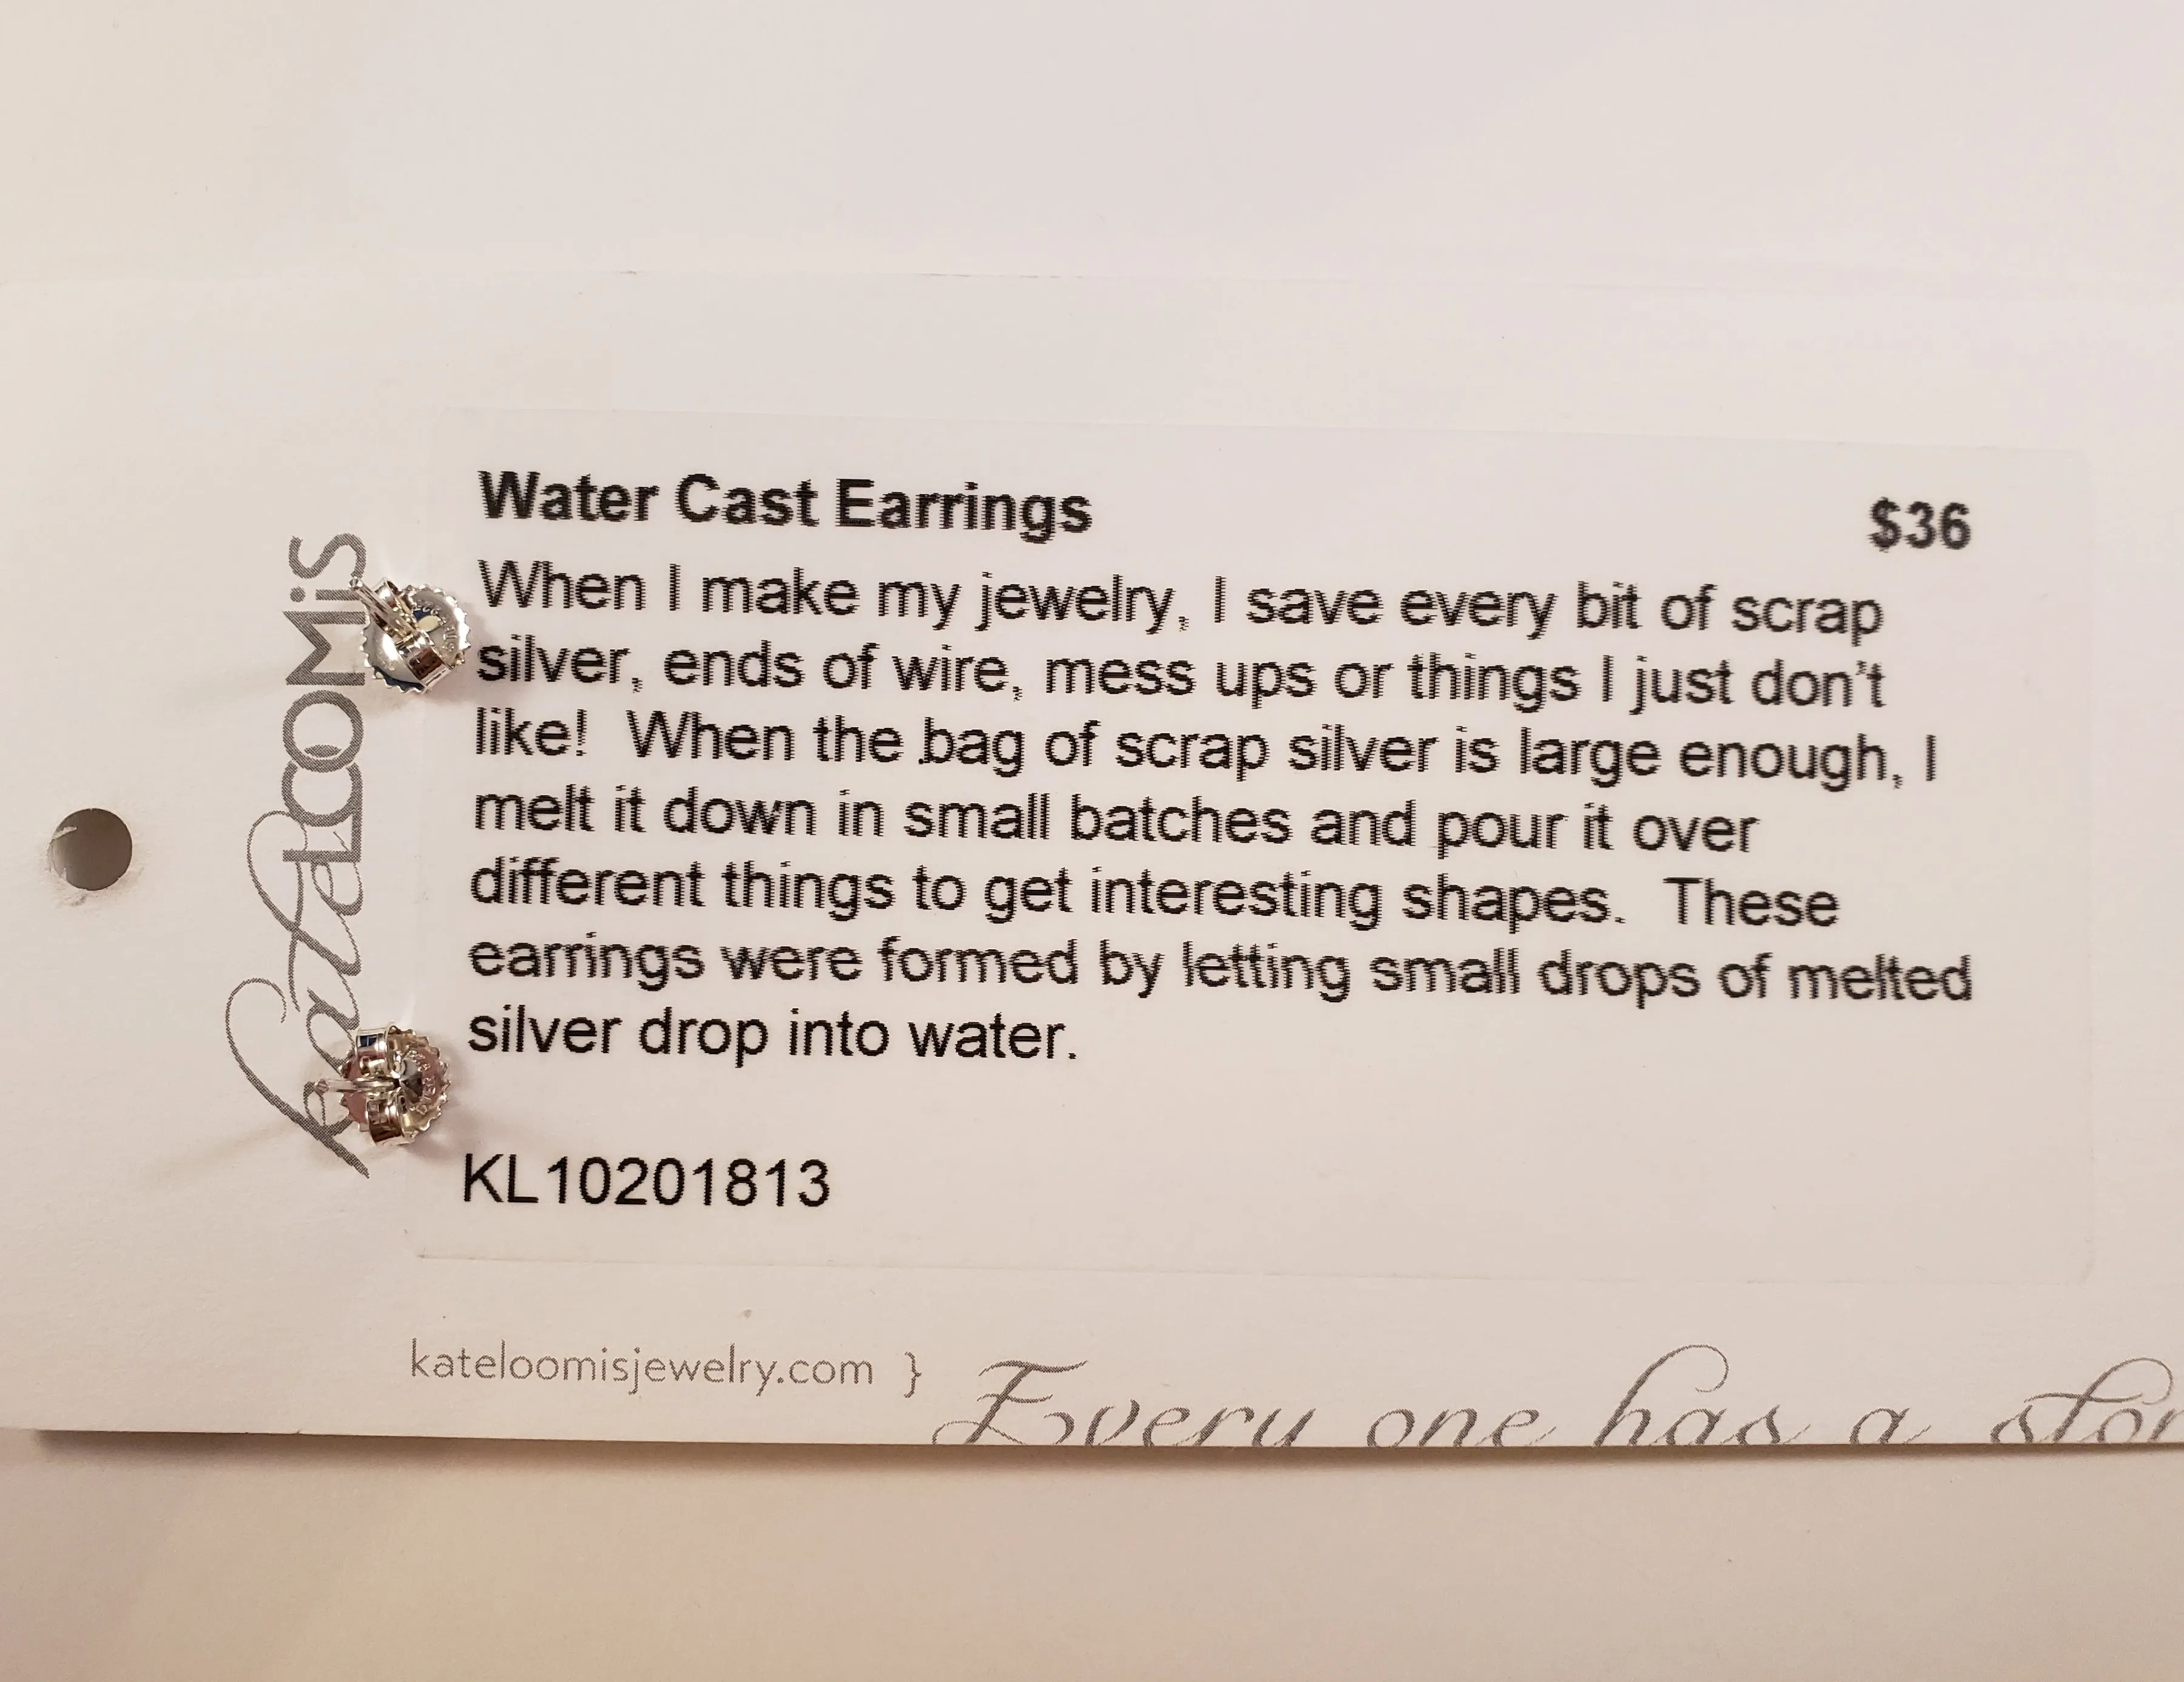 Water Cast Earrings $36
When I make my jewelry, I save every bit of scrap
silver, ends of wire, mess ups or things I just don't
like!  When the bag of scrap silver is large enough, I
melt it down in small batches and pour it over
different things to get interesting shapes.  These
earrings were formed by letting small drops of melted
silver drop into water.
KL10201813
kate LOOMiS
kateloomisjewelry.com }
Every one has a stor